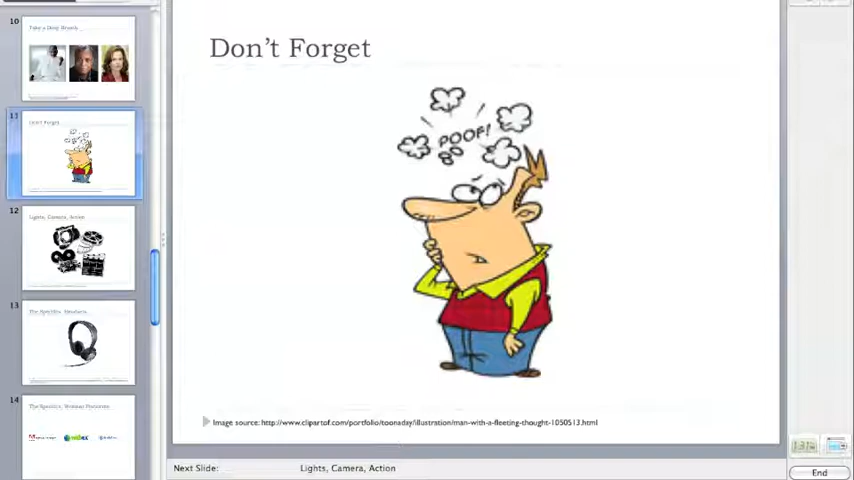 10
Take a Deep Breath
11
Don't Forget
12
Lights, Camera, Action
13
The Specifics: Headsets
14
The Specifics: Webinar Platforms
Don't Forget
POOF!
Image source: http://www.clipartof.com/portfolio/toonaday/illustration/man-with-a-fleeting-thought-1050513.html
Next Slide:
Lights, Camera, Action
End